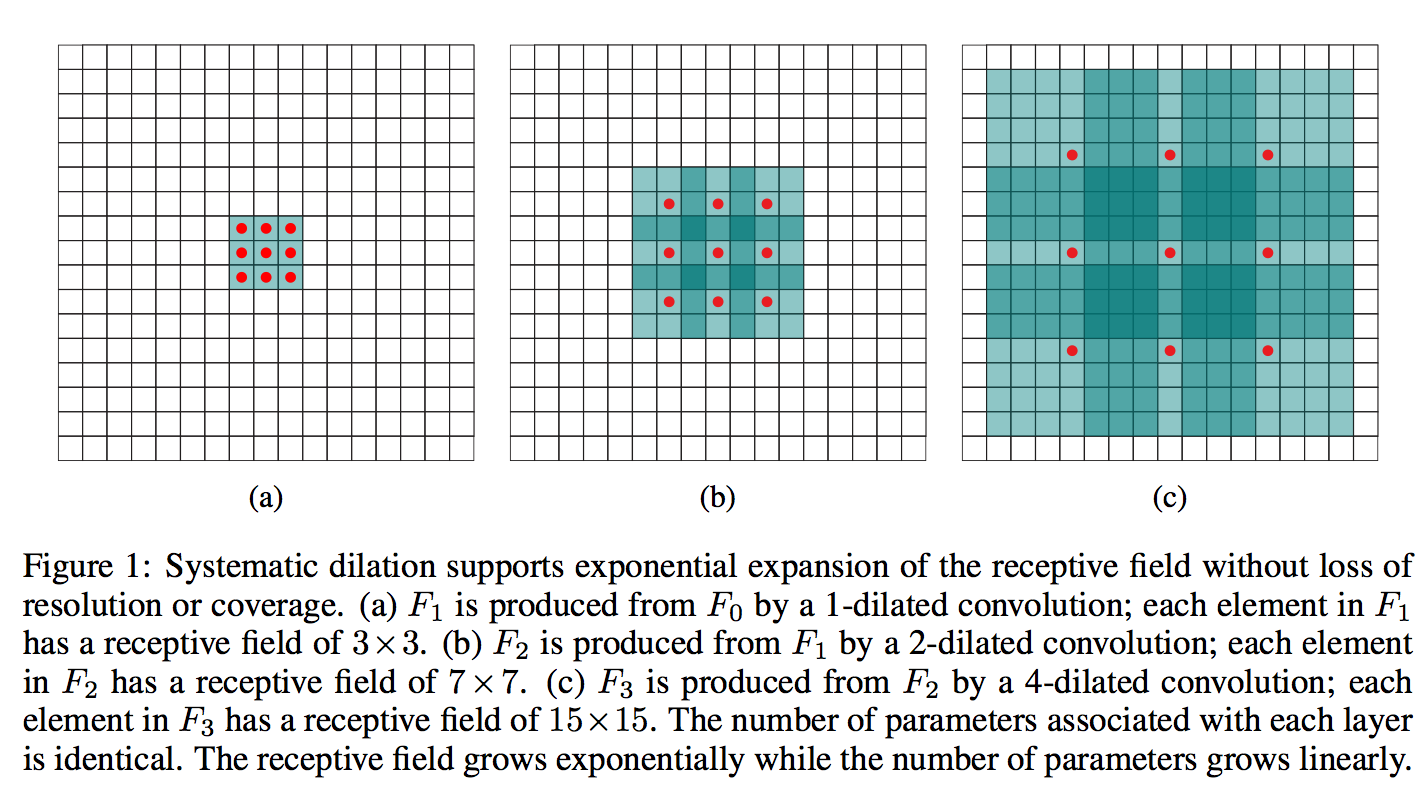 (a)
(b)
(c)
Figure 1: Systematic dilation supports exponential expansion of the receptive field without loss of
resolution or coverage. (a) F₁ is produced from F₀ by a 1-dilated convolution; each element in F₁
has a receptive field of 3×3. (b) F₂ is produced from F₁ by a 2-dilated convolution; each element
in F₂ has a receptive field of 7×7. (c) F₃ is produced from F₂ by a 4-dilated convolution; each
element in F₃ has a receptive field of 15×15. The number of parameters associated with each layer
is identical. The receptive field grows exponentially while the number of parameters grows linearly.